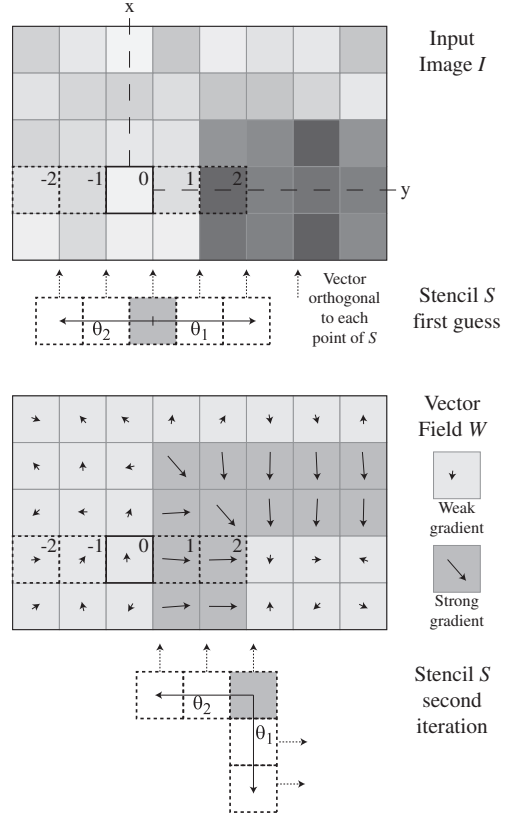 x
Input
Image I
-2 -1 0 1 2
y
Vector
orthogonal
to each
point of S
Stencil S
first guess
θ2 θ1
Vector
Field W
Weak
gradient
-2 -1 0 1 2
Strong
gradient
Stencil S
second
iteration
θ2
θ1